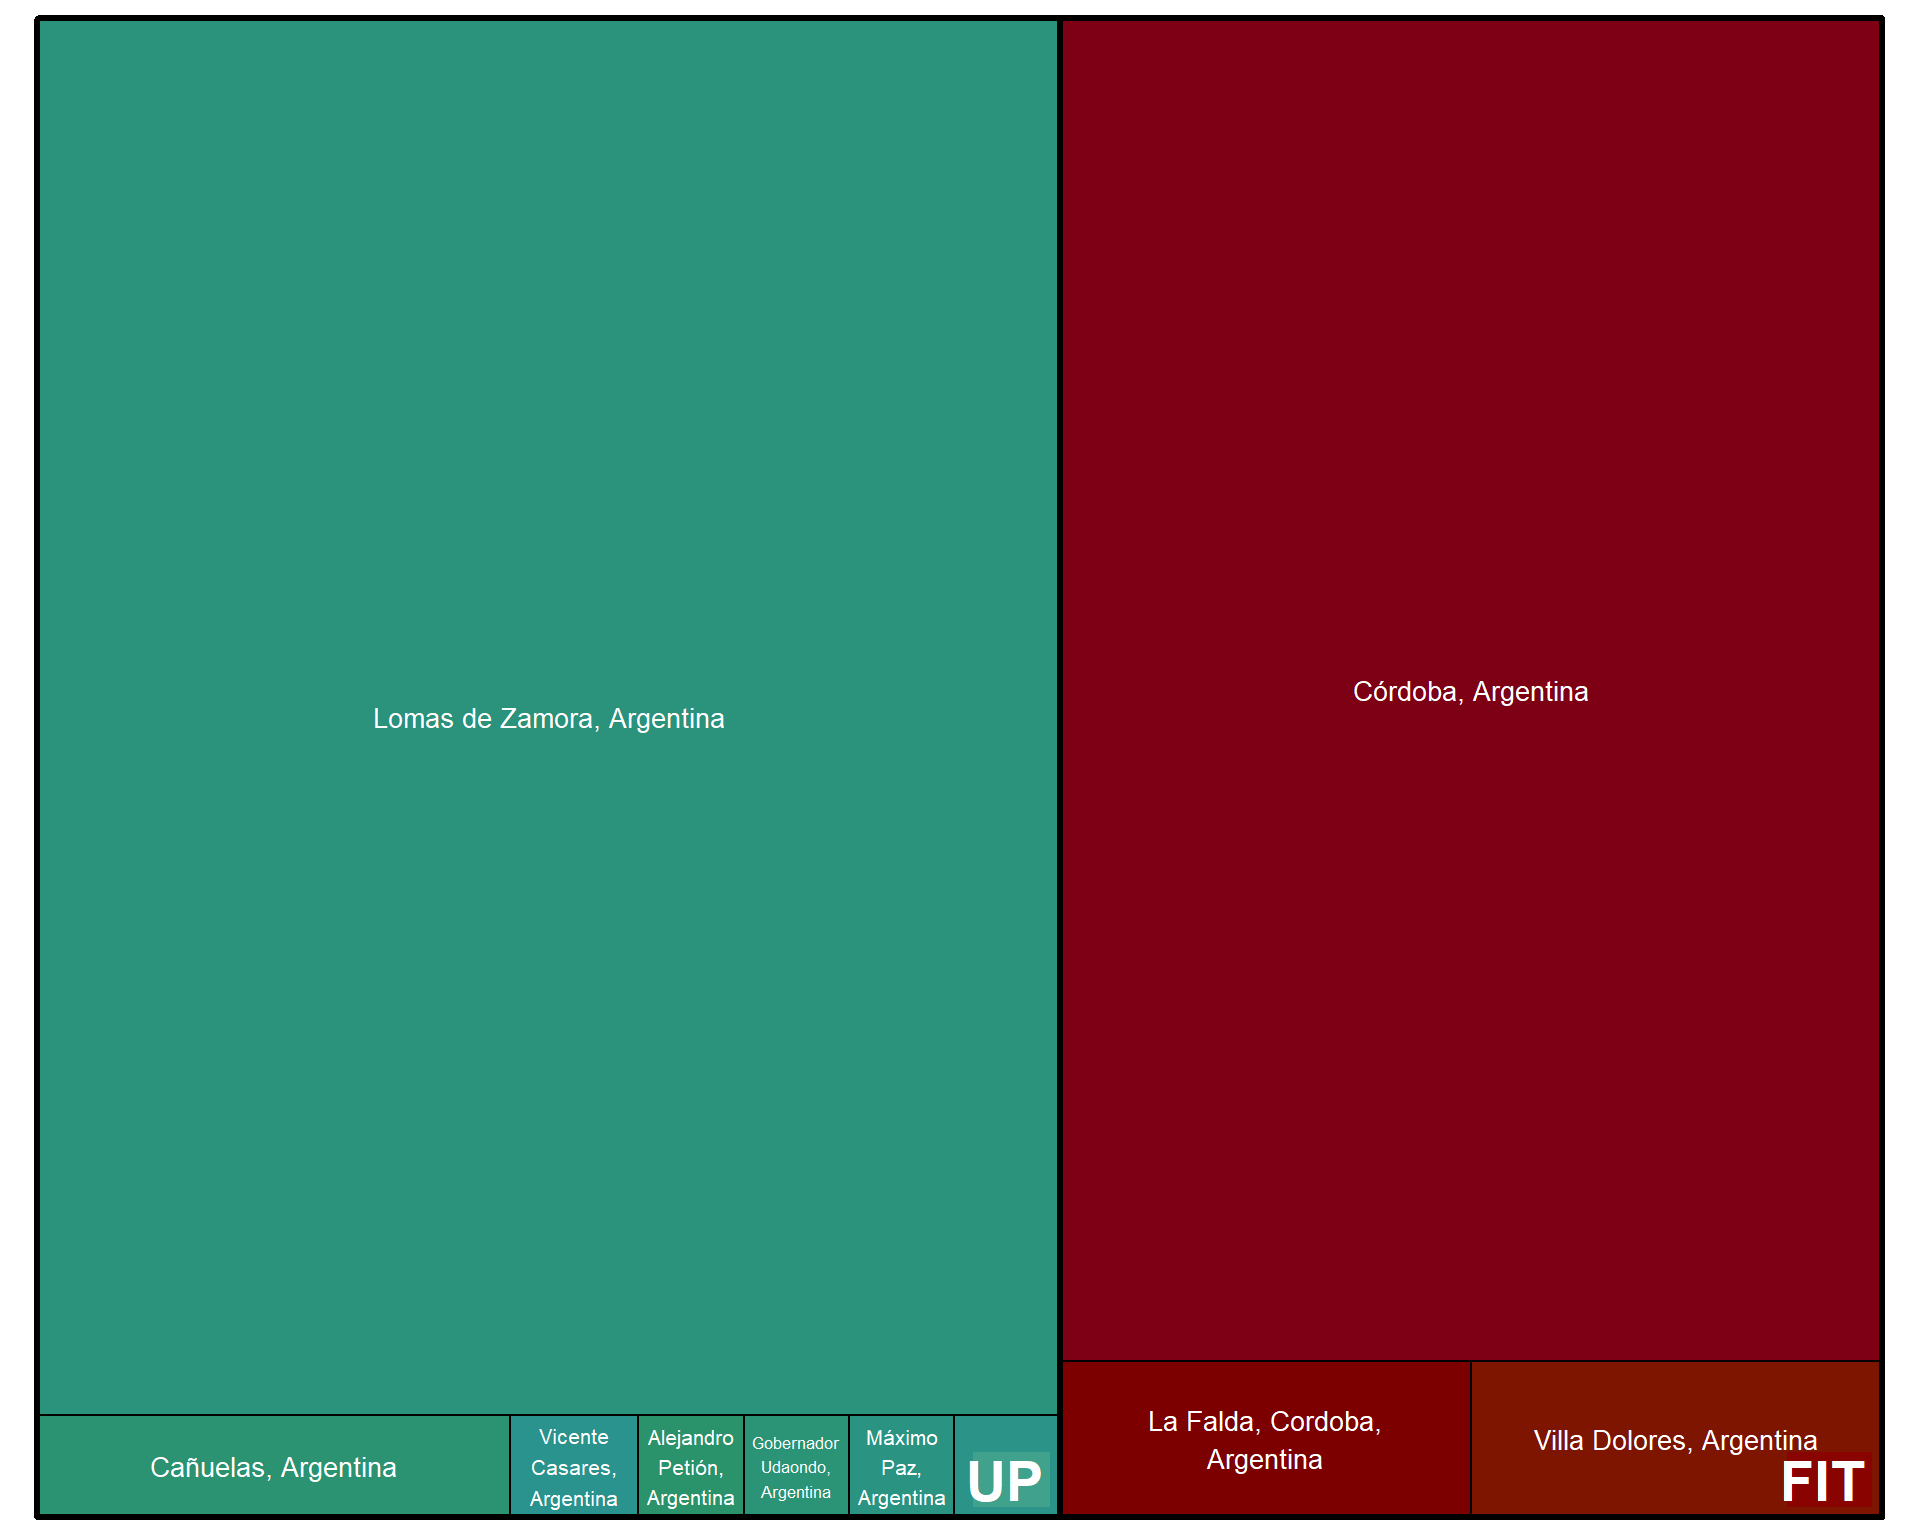 Lomas de Zamora, Argentina
Córdoba, Argentina
Cañuelas, Argentina
Vicente
Casares,
Argentina
Alejandro
Petión,
Argentina
Gobernador
Udaondo,
Argentina
Máximo
Paz,
Argentina
UP
La Falda, Cordoba,
Argentina
Villa Dolores, Argentina
FIT